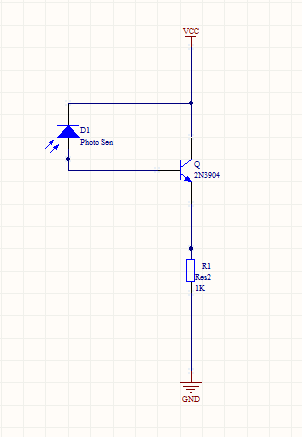 VCC
D1
Photo Sen
Q
2N3904
R1
Res2
1K
GND